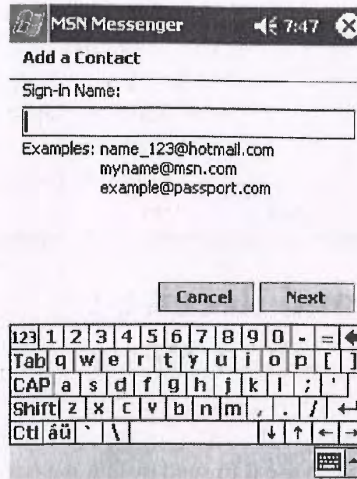 MSN Messenger 7:47
Add a Contact
Sign-in Name:
Examples: name_123@hotmail.com
myname@msn.com
example@passport.com
Cancel Next
123 1 2 3 4 5 6 7 8 9 0 - = ←
Tab q w e r t y u i o p [ ]
CAP a s d f g h j k l ; '
Shift z x c v b n m , . / ↵
Ctl áü ` \ ↓ ↑ ← →